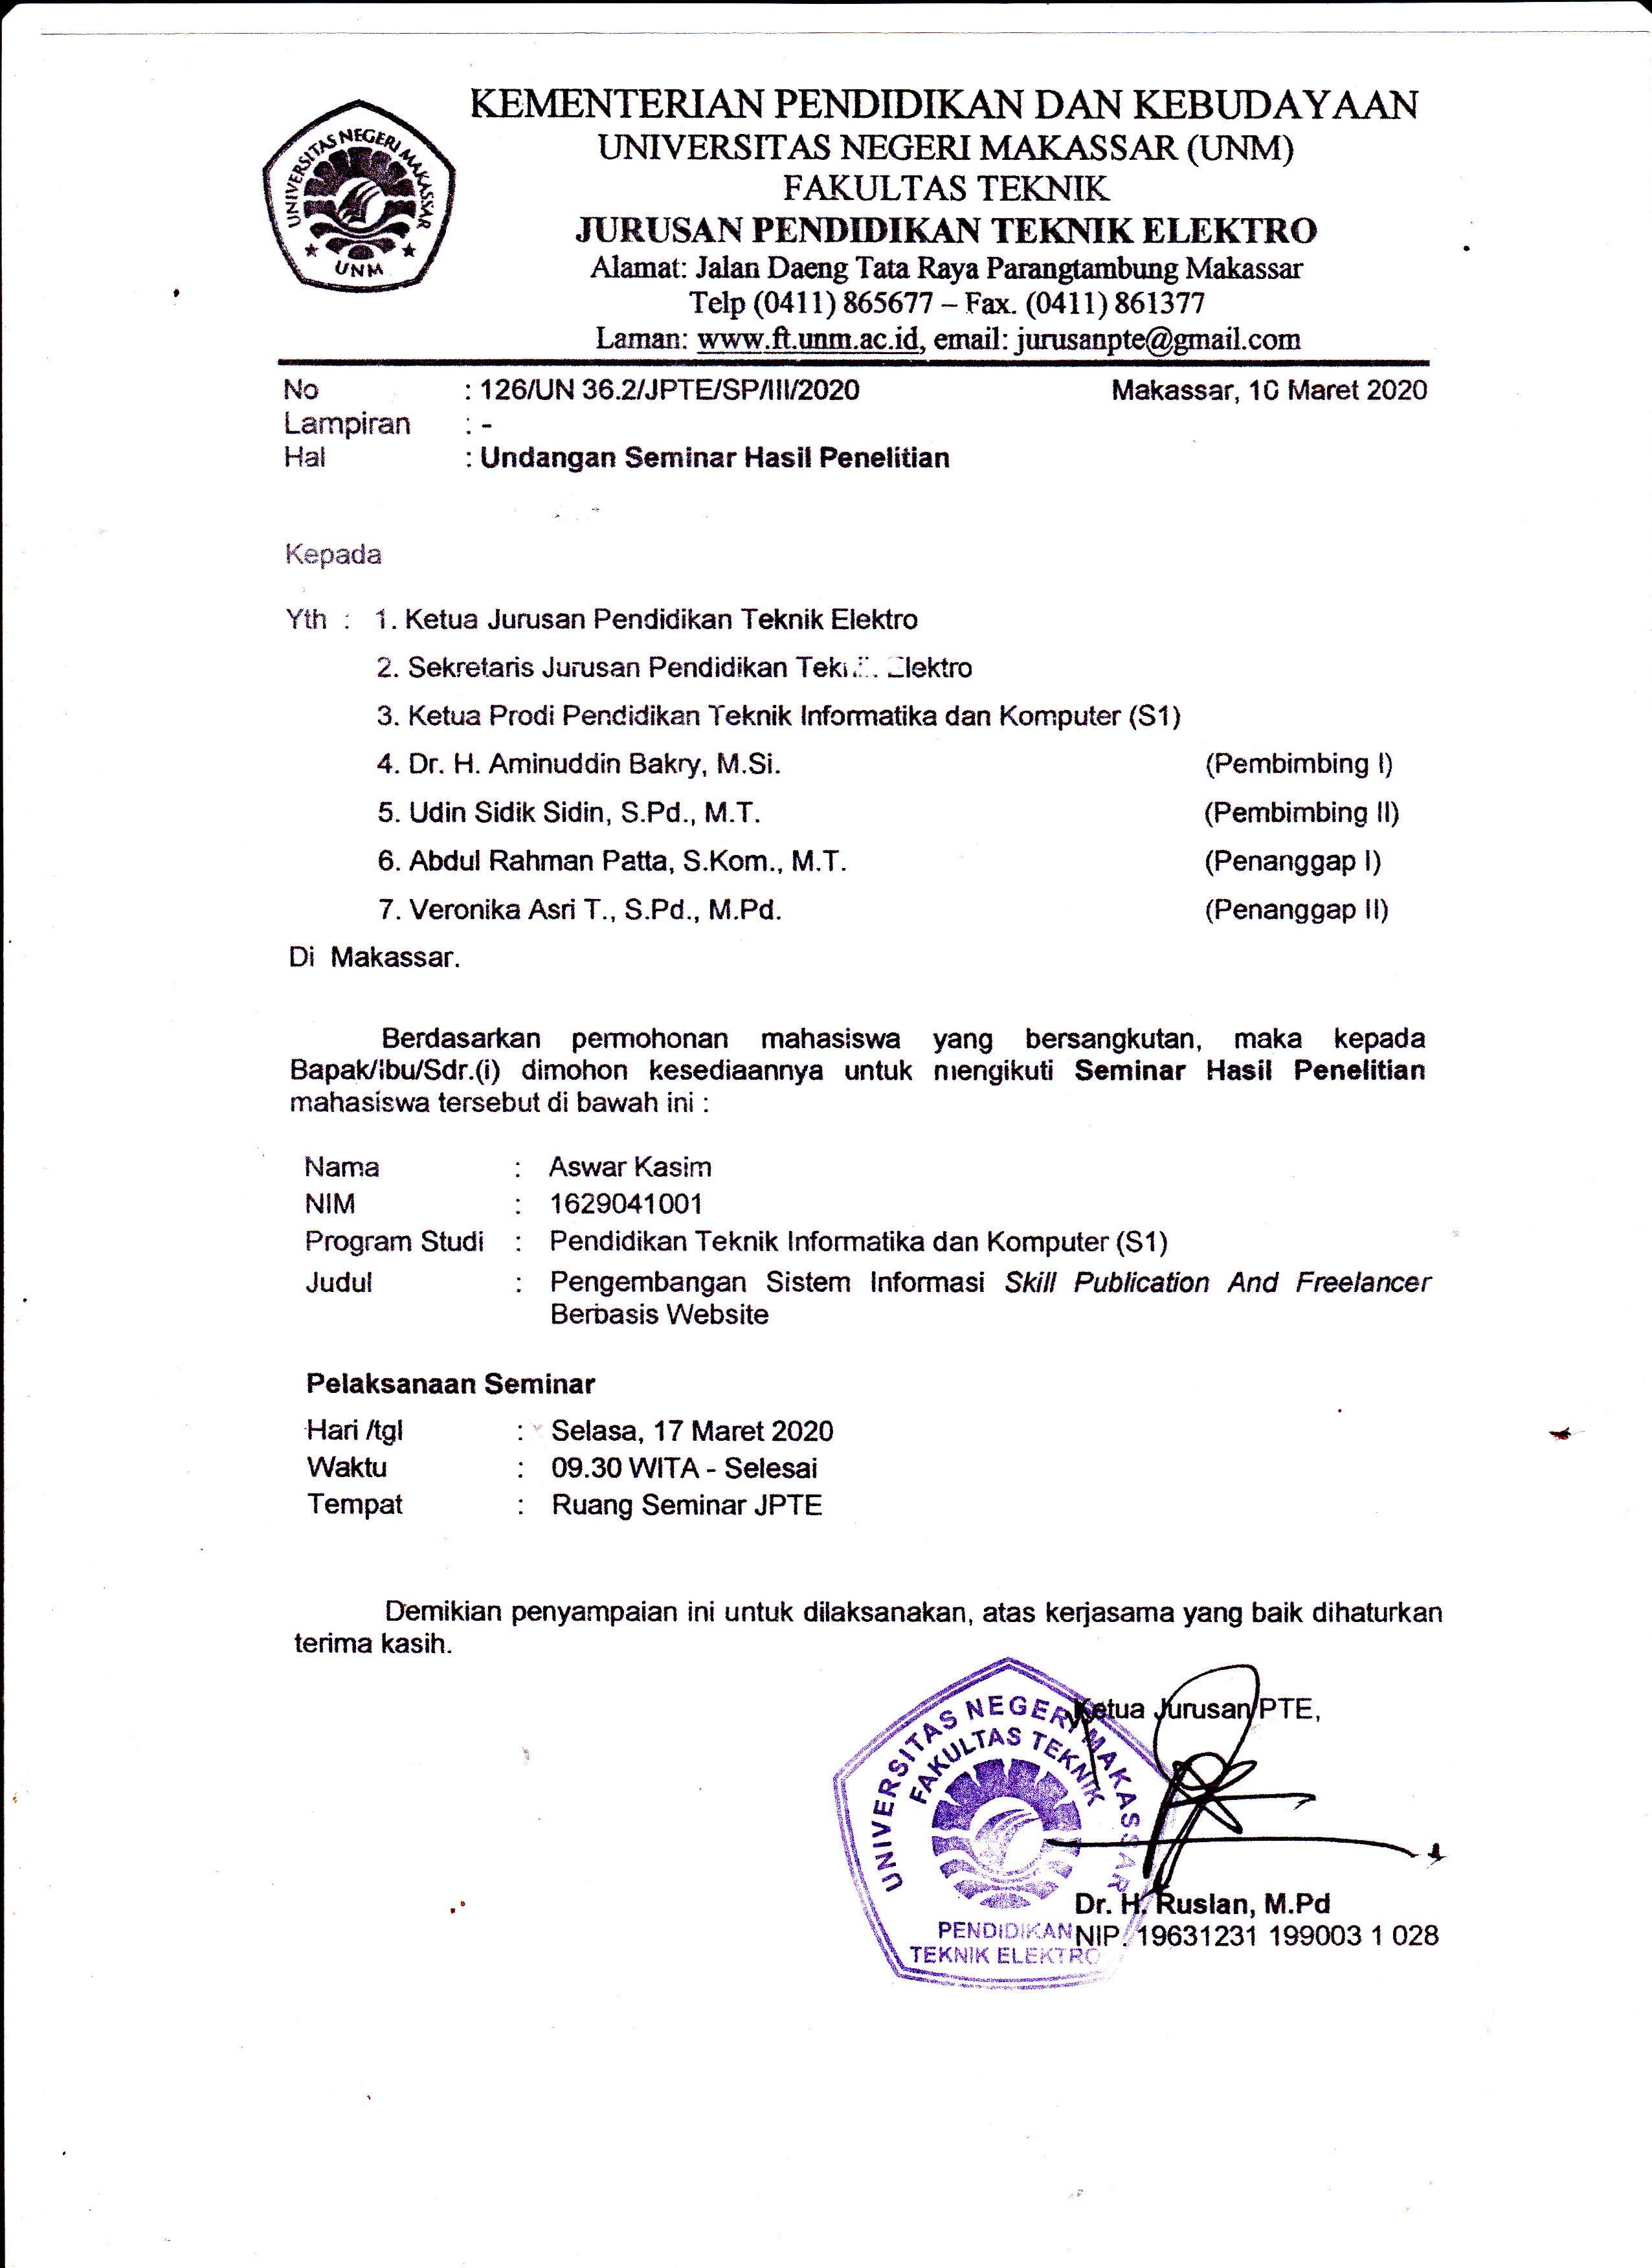 KEMENTERIAN PENDIDIKAN DAN KEBUDAYAAN
UNIVERSITAS NEGERI MAKASSAR (UNM)
FAKULTAS TEKNIK
JURUSAN PENDIDIKAN TEKNIK ELEKTRO
Alamat: Jalan Daeng Tata Raya Parangtambung Makassar
Telp (0411) 865677 – Fax. (0411) 861377
Laman: www.ft.unm.ac.id, email: jurusanpte@gmail.com
UNIVERSITAS NEGERI MAKASSAR
UNM
No : 126/UN 36.2/JPTE/SP/III/2020 Makassar, 10 Maret 2020
Lampiran : -
Hal : Undangan Seminar Hasil Penelitian
Kepada
Yth : 1. Ketua Jurusan Pendidikan Teknik Elektro
2. Sekretaris Jurusan Pendidikan Teknik Elektro
3. Ketua Prodi Pendidikan Teknik Informatika dan Komputer (S1)
4. Dr. H. Aminuddin Bakry, M.Si. (Pembimbing I)
5. Udin Sidik Sidin, S.Pd., M.T. (Pembimbing II)
6. Abdul Rahman Patta, S.Kom., M.T. (Penanggap I)
7. Veronika Asri T., S.Pd., M.Pd. (Penanggap II)
Di Makassar.
Berdasarkan permohonan mahasiswa yang bersangkutan, maka kepada
Bapak/Ibu/Sdr.(i) dimohon kesediaannya untuk mengikuti Seminar Hasil Penelitian
mahasiswa tersebut di bawah ini :
Nama : Aswar Kasim
NIM : 1629041001
Program Studi : Pendidikan Teknik Informatika dan Komputer (S1)
Judul : Pengembangan Sistem Informasi Skill Publication And Freelancer
Berbasis Website
Pelaksanaan Seminar
Hari /tgl : Selasa, 17 Maret 2020
Waktu : 09.30 WITA - Selesai
Tempat : Ruang Seminar JPTE
Demikian penyampaian ini untuk dilaksanakan, atas kerjasama yang baik dihaturkan
terima kasih.
Ketua Jurusan PTE,
UNIVERSITAS NEGERI MAKASSAR
FAKULTAS TEKNIK
PENDIDIKAN
TEKNIK ELEKTRO
Dr. H. Ruslan, M.Pd
NIP. 19631231 199003 1 028